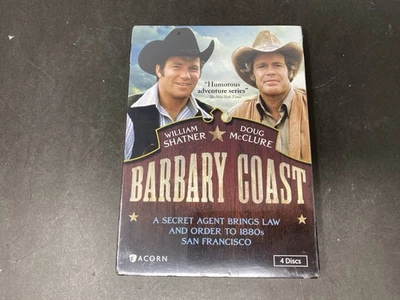 "Humorous
adventure series"
WILLIAM
SHATNER
DOUG
McCLURE
BARBARY COAST
A SECRET AGENT BRINGS LAW
AND ORDER TO 1880s
SAN FRANCISCO
ACORN
4 Discs